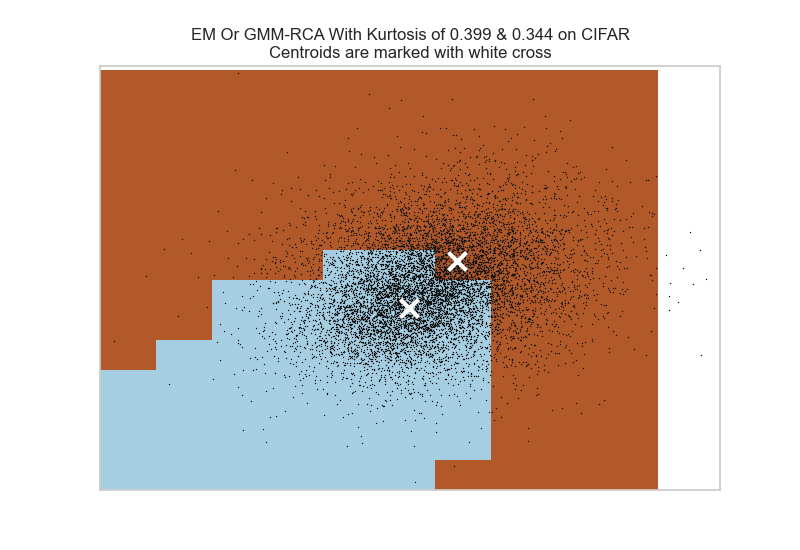 EM Or GMM-RCA With Kurtosis of 0.399 & 0.344 on CIFAR
Centroids are marked with white cross